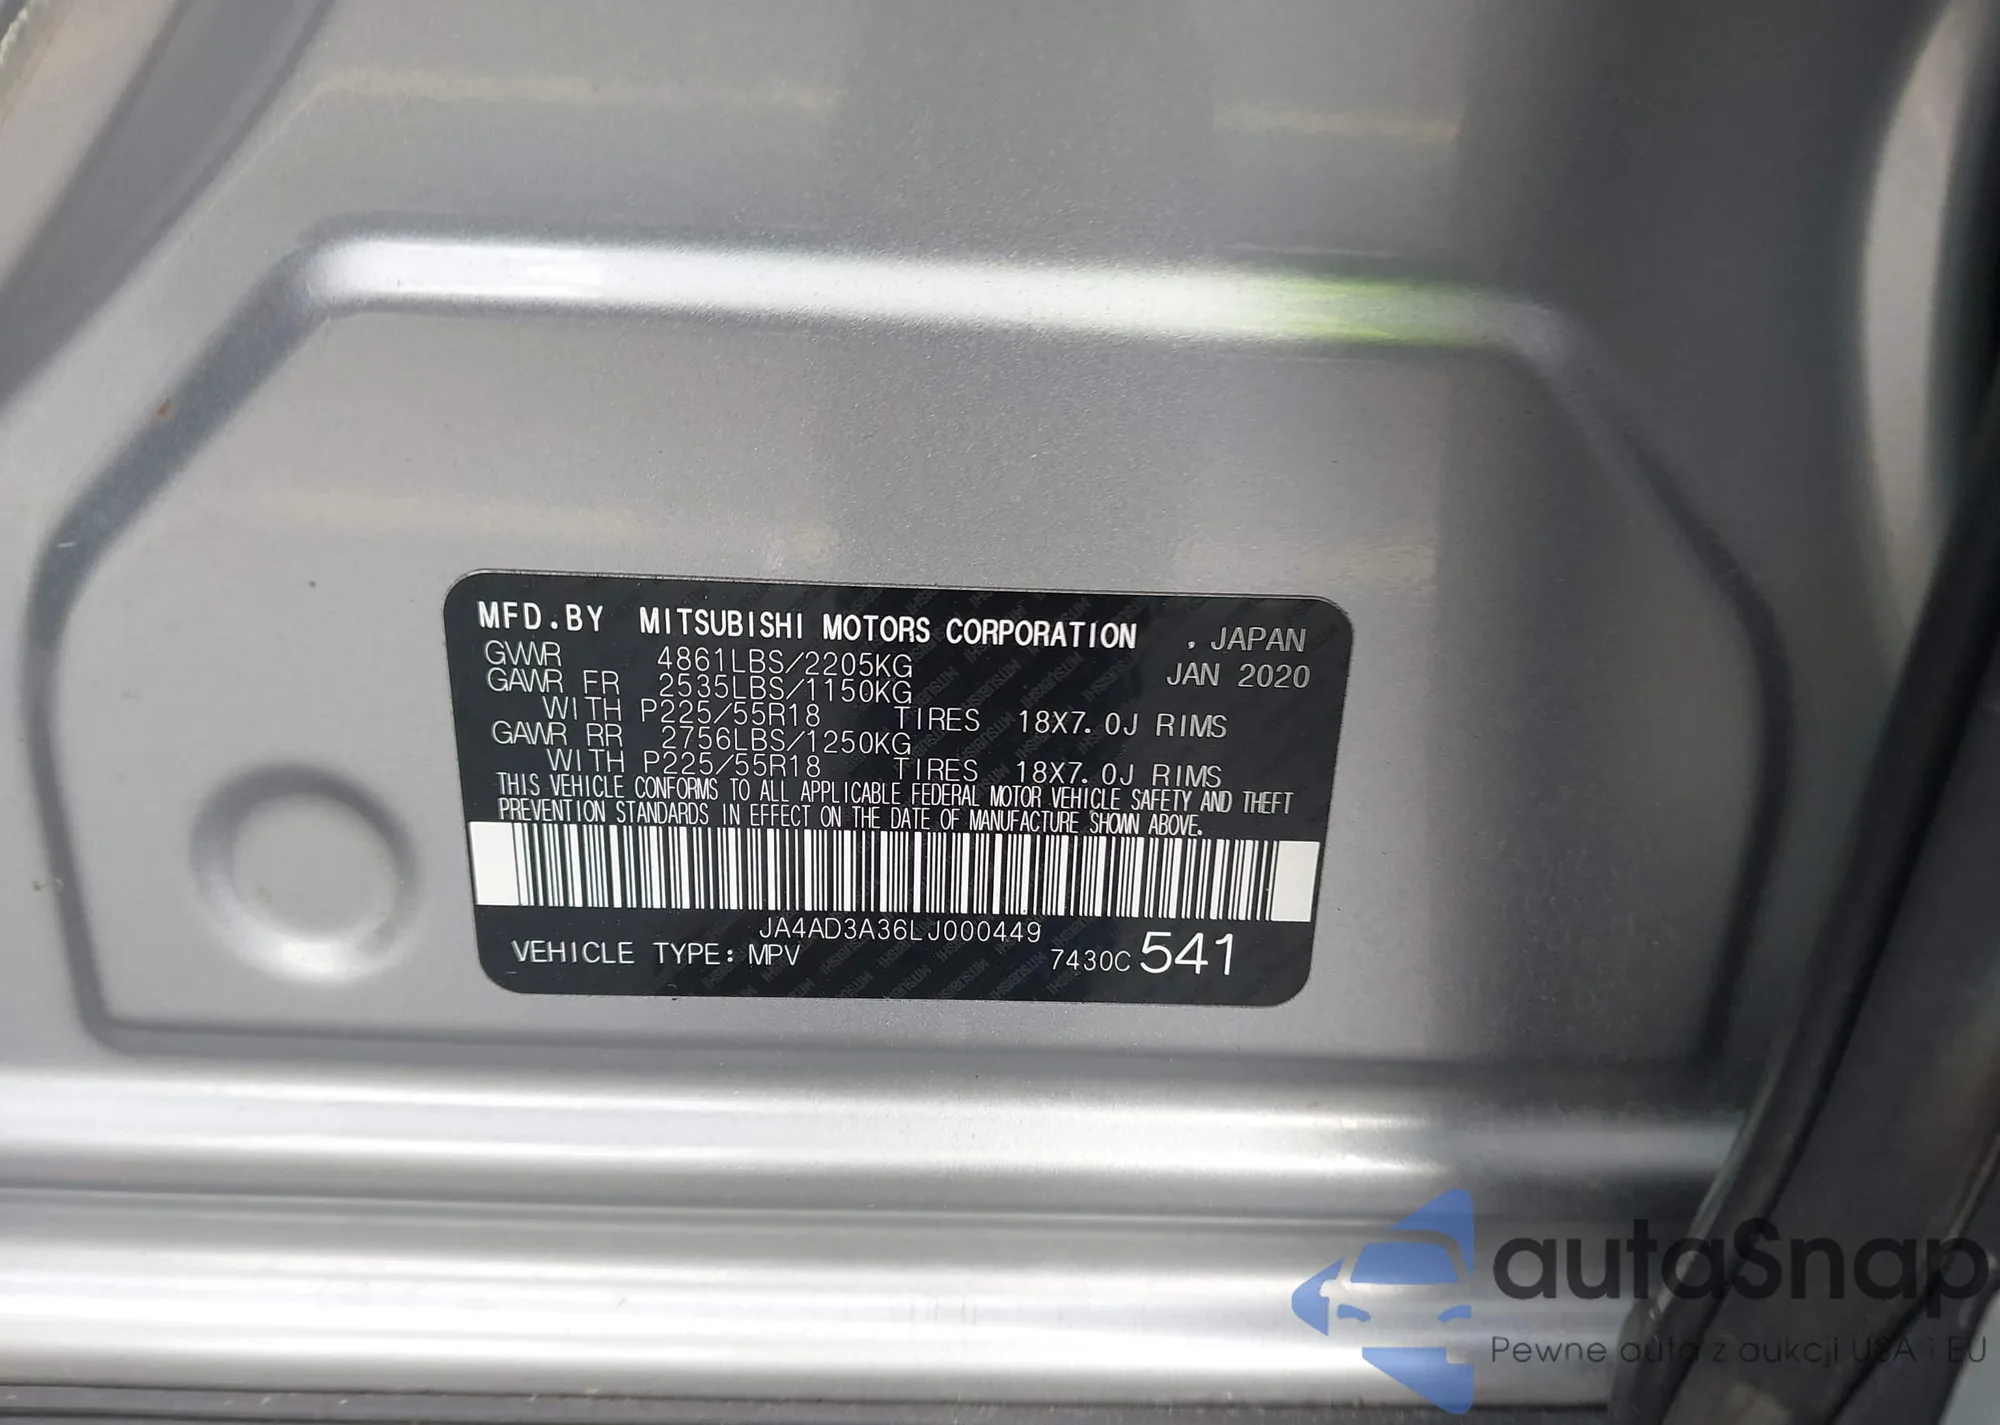 MFD.BY MITSUBISHI MOTORS CORPORATION , JAPAN
GVWR 4861LBS/2205KG JAN 2020
GAWR FR 2535LBS/1150KG
WITH P225/55R18 TIRES 18X7.0J RIMS
GAWR RR 2756LBS/1250KG
WITH P225/55R18 TIRES 18X7.0J RIMS
THIS VEHICLE CONFORMS TO ALL APPLICABLE FEDERAL MOTOR VEHICLE SAFETY AND THEFT
PREVENTION STANDARDS IN EFFECT ON THE DATE OF MANUFACTURE SHOWN ABOVE.
JA4AD3A36LJ000449
VEHICLE TYPE: MPV 7430C 541
autaSnap
Pewne auta z aukcji USA i EU